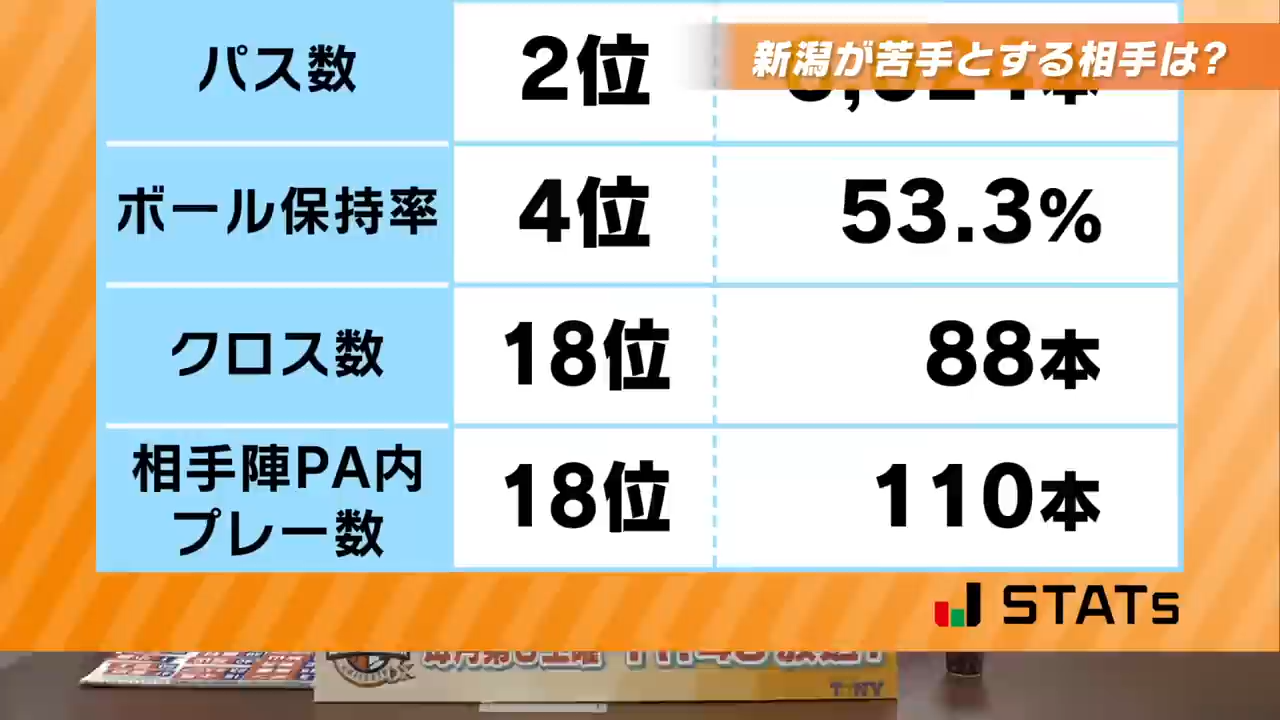 新潟が苦手とする相手は?
パス数 2位 本
ボール保持率 4位 53.3%
クロス数 18位 88本
相手陣PA内
プレー数 18位 110本
J STATs
TeNY